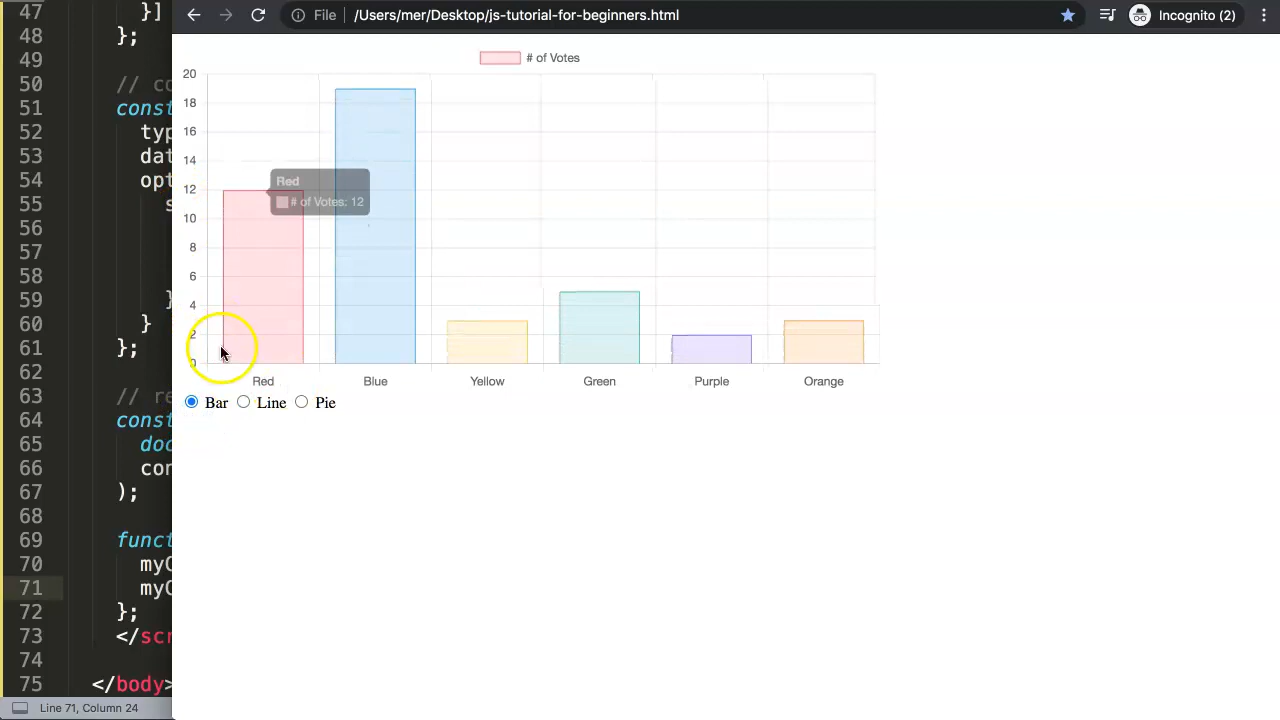 File /Users/mer/Desktop/js-tutorial-for-beginners.html Incognito (2)
47 }]
48 };
49
50 // co
51 const
52 typ
53 dat
54 opt
55 s
56
57
58
59 }
60 }
61 };
62
63 // re
64 const
65 doc
66 con
67 );
68
69 funct
70 myC
71 myC
72 };
73 </scr
74
75 </body>
Line 71, Column 24
# of Votes
20
18
16
14
12
10
8
6
4
2
0
Red
# of Votes: 12
Red Blue Yellow Green Purple Orange
Bar Line Pie